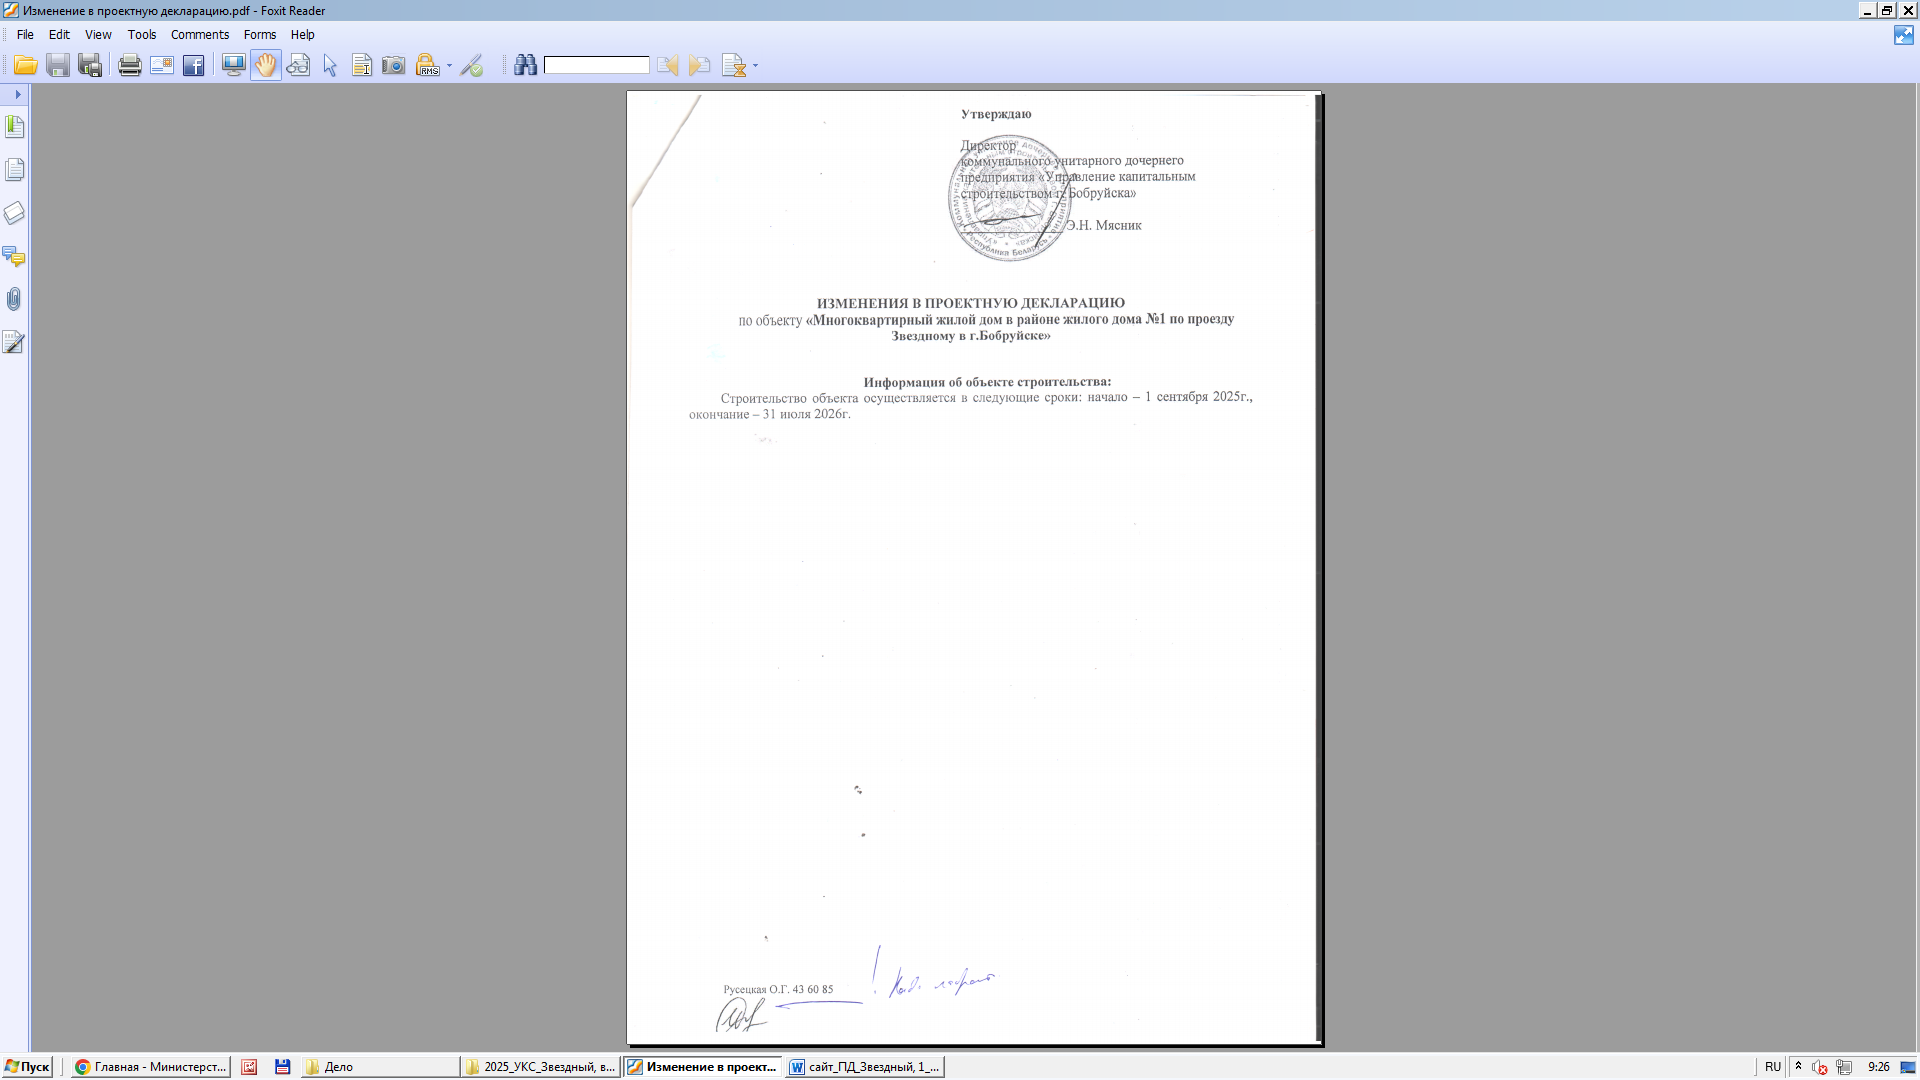 Изменение в проектную декларацию.pdf - Foxit Reader
File Edit View Tools Comments Forms Help
RMS
Утверждаю
Директор
коммунального унитарного дочернего
предприятия «Управление капитальным
строительством г. Бобруйска»
Э.Н. Мясник
Республика Беларусь
ИЗМЕНЕНИЯ В ПРОЕКТНУЮ ДЕКЛАРАЦИЮ
по объекту «Многоквартирный жилой дом в районе жилого дома №1 по проезду
Звездному в г.Бобруйске»
Информация об объекте строительства:
Строительство объекта осуществляется в следующие сроки: начало – 1 сентября 2025г.,
окончание – 31 июля 2026г.
Русецкая О.Г. 43 60 85
Пуск Главная - Министерст... Дело 2025_УКС_Звездный, в... Изменение в проект... сайт_ПД_Звездный, 1_... RU 9:26